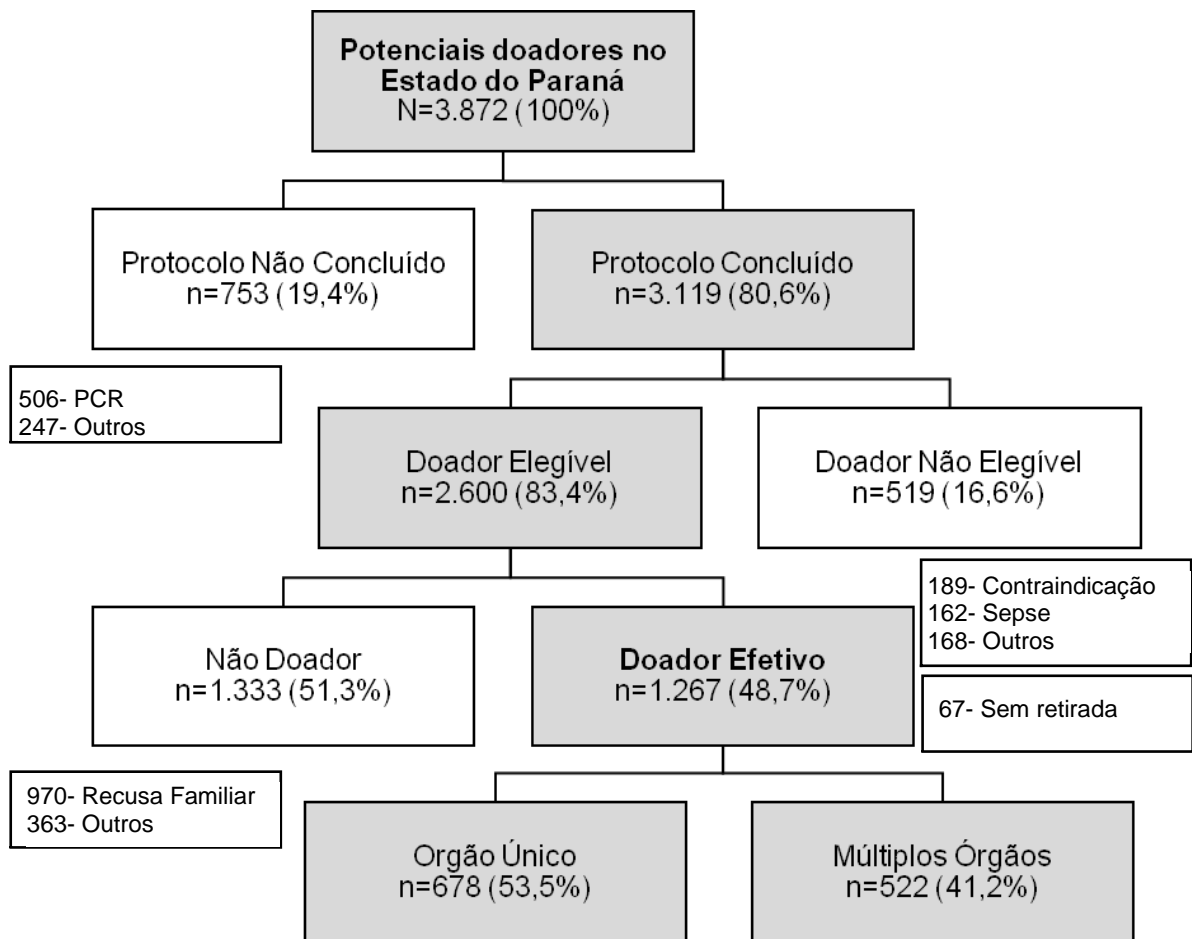 Potenciais doadores no
Estado do Paraná
N=3.872 (100%)
Protocolo Não Concluído
n=753 (19,4%)
Protocolo Concluído
n=3.119 (80,6%)
506- PCR
247- Outros
Doador Elegível
n=2.600 (83,4%)
Doador Não Elegível
n=519 (16,6%)
189- Contraindicação
162- Sepse
168- Outros
Não Doador
n=1.333 (51,3%)
Doador Efetivo
n=1.267 (48,7%)
67- Sem retirada
970- Recusa Familiar
363- Outros
Orgão Único
n=678 (53,5%)
Múltiplos Órgãos
n=522 (41,2%)